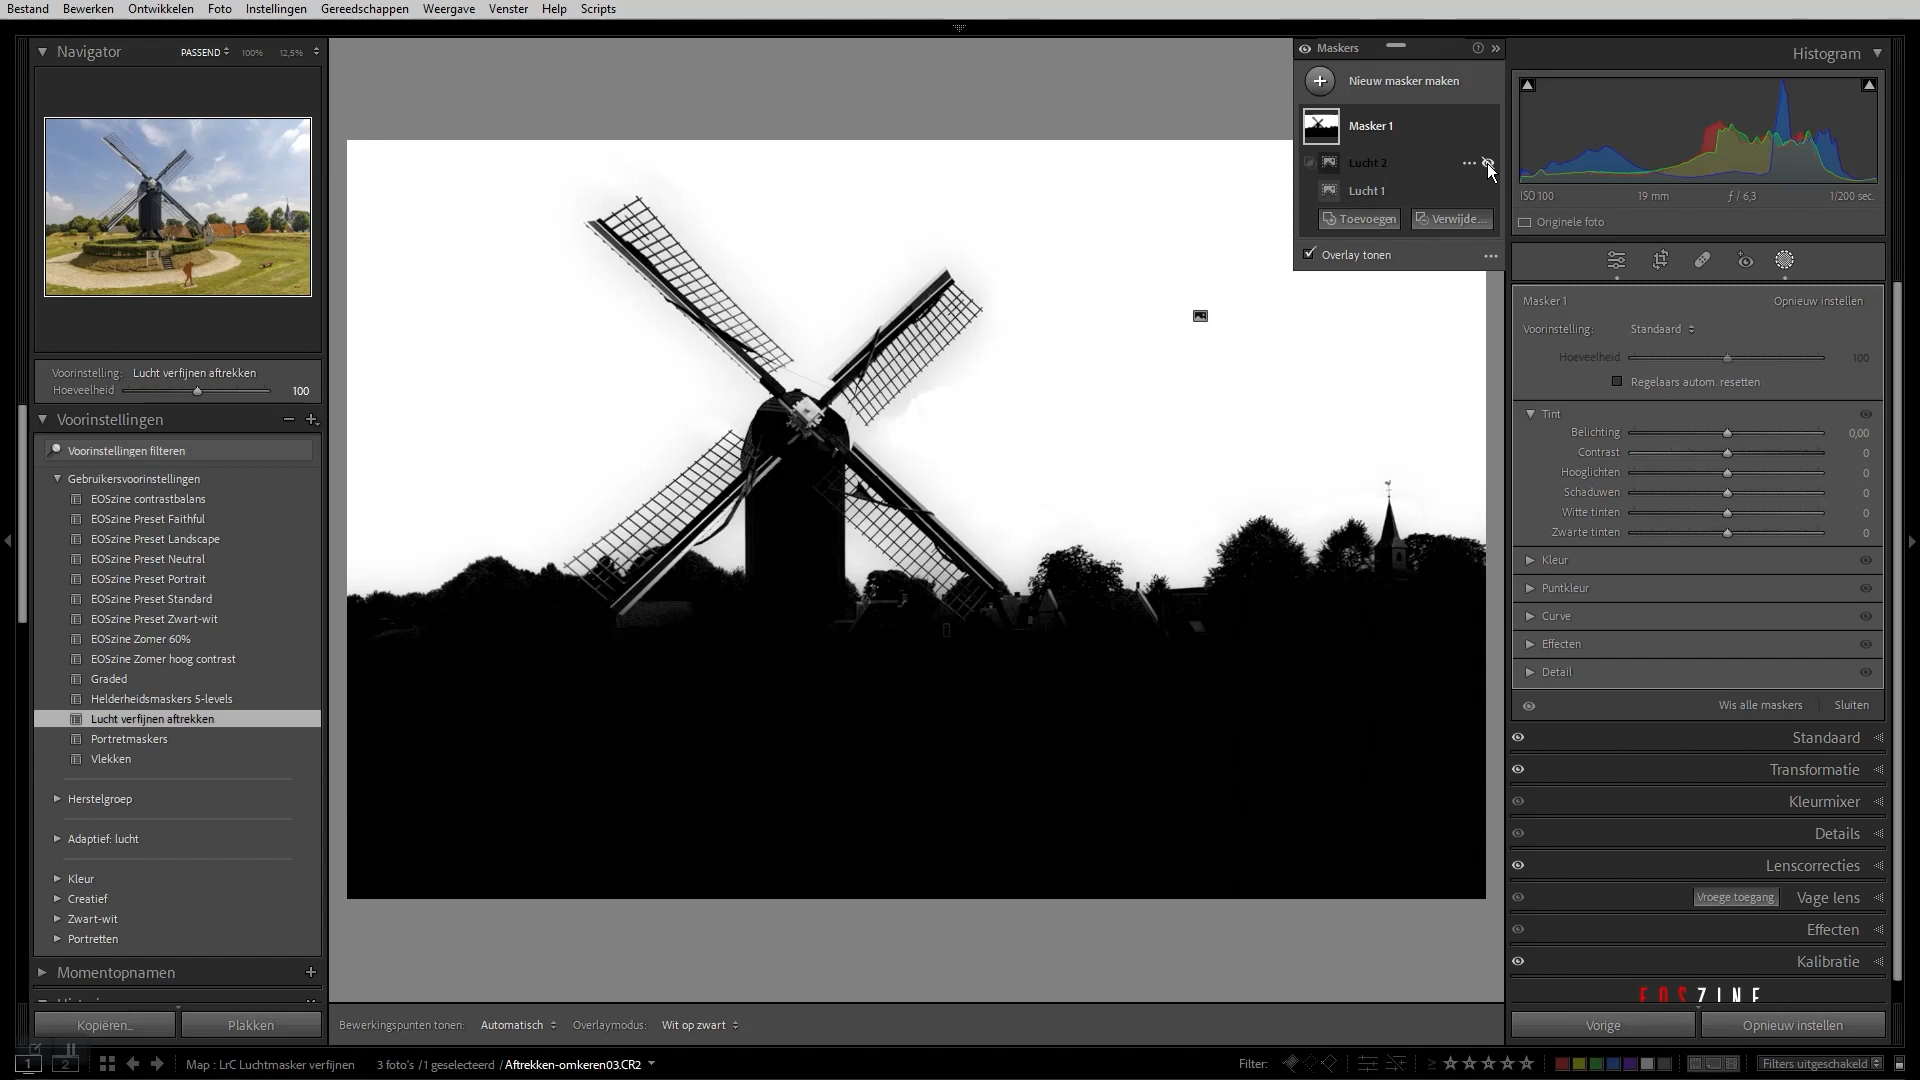 Bestand Bewerken Ontwikkelen Foto Instellingen Gereedschappen Weergave Venster Help Scripts
Navigator PASSEND 100% 12,5%
Voorinstelling: Lucht verfijnen aftrekken
Hoeveelheid 100
Voorinstellingen
Voorinstellingen filteren
Gebruikersvoorinstellingen
EOSzine contrastbalans
EOSzine Preset Faithful
EOSzine Preset Landscape
EOSzine Preset Neutral
EOSzine Preset Portrait
EOSzine Preset Standard
EOSzine Preset Zwart-wit
EOSzine Zomer 60%
EOSzine Zomer hoog contrast
Graded
Helderheidsmaskers 5-levels
Lucht verfijnen aftrekken
Portretmaskers
Vlekken
Herstelgroep
Adaptief: lucht
Kleur
Creatief
Zwart-wit
Portretten
Momentopnamen
Kopiëren... Plakken
Maskers
Nieuw masker maken
Masker 1
Lucht 2
Lucht 1
Toevoegen Verwijde...
Overlay tonen
Bewerkingspunten tonen: Automatisch Overlaymodus: Wit op zwart
Histogram
ISO 100 19 mm ƒ / 6,3 1/200 sec.
Originele foto
Masker 1 Opnieuw instellen
Voorinstelling: Standaard
Hoeveelheid 100
Regelaars autom. resetten
Tint
Belichting 0,00
Contrast 0
Hooglichten 0
Schaduwen 0
Witte tinten 0
Zwarte tinten 0
Kleur
Puntkleur
Curve
Effecten
Detail
Wis alle maskers Sluiten
Standaard
Transformatie
Kleurmixer
Details
Lenscorrecties
Vroege toegang Vage lens
Effecten
Kalibratie
EOSZINE
Vorige Opnieuw instellen
1 2 Map : LrC Luchtmasker verfijnen 3 foto's / 1 geselecteerd / Aftrekken-omkeren03.CR2 Filter: Filters uitgeschakeld